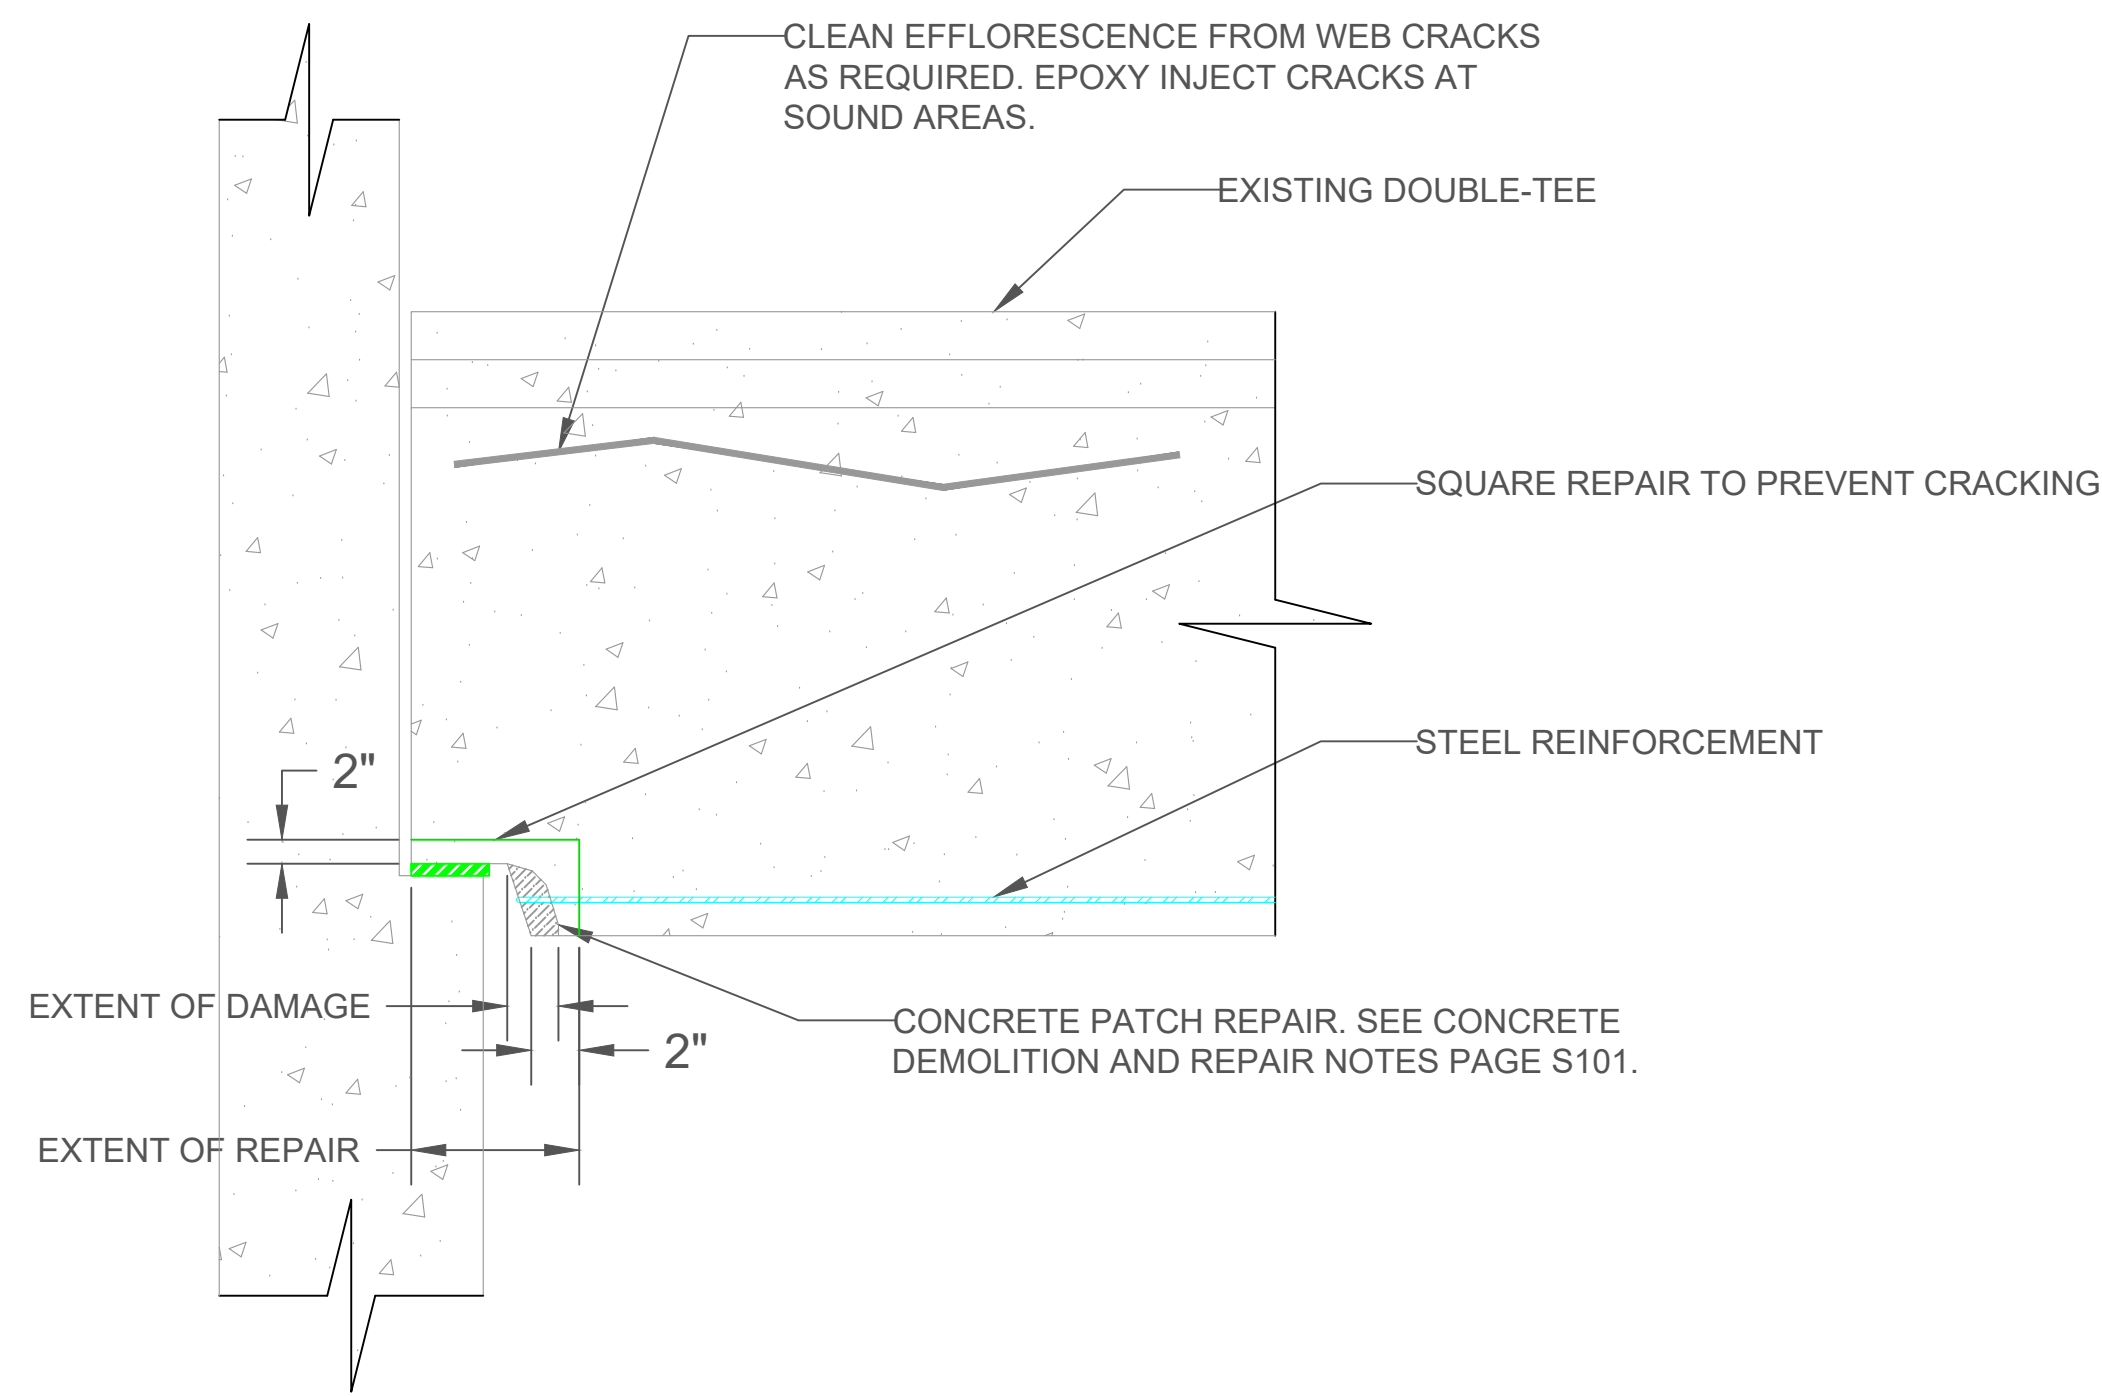 CLEAN EFFLORESCENCE FROM WEB CRACKS
AS REQUIRED. EPOXY INJECT CRACKS AT
SOUND AREAS.
EXISTING DOUBLE-TEE
SQUARE REPAIR TO PREVENT CRACKING
STEEL REINFORCEMENT
2"
EXTENT OF DAMAGE
CONCRETE PATCH REPAIR. SEE CONCRETE
DEMOLITION AND REPAIR NOTES PAGE S101.
2"
EXTENT OF REPAIR